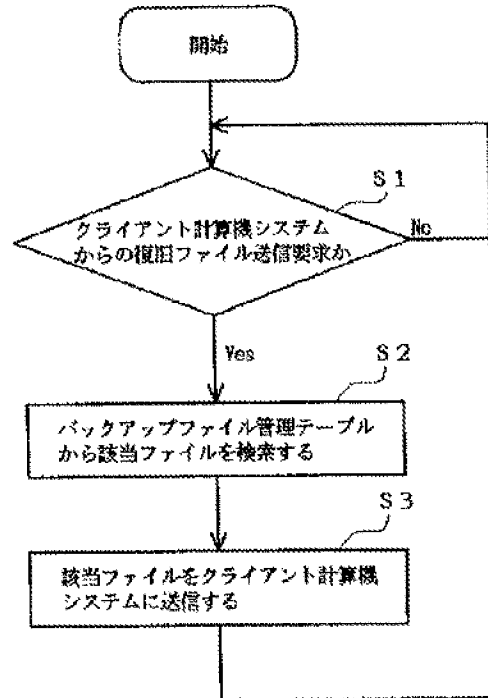 開始
S1
クライアント計算機システム
からの復旧ファイル送信要求か
No
Yes
S2
バックアップファイル管理テーブル
から該当ファイルを検索する
S3
該当ファイルをクライアント計算機
システムに送信する